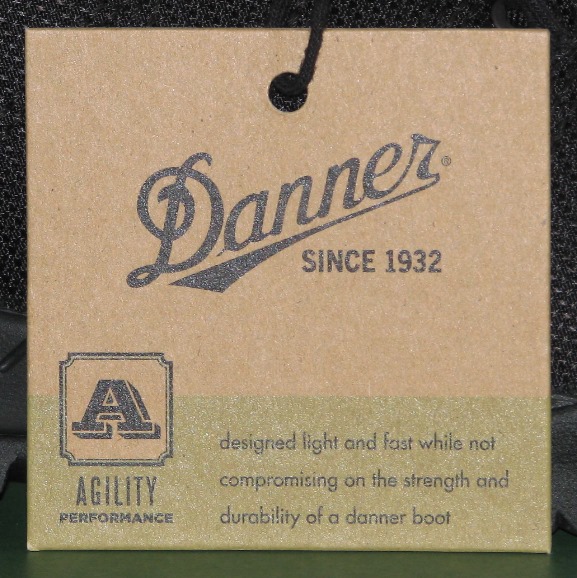 Danner®
SINCE 1932
A
AGILITY
PERFORMANCE
designed light and fast while not
compromising on the strength and
durability of a danner boot